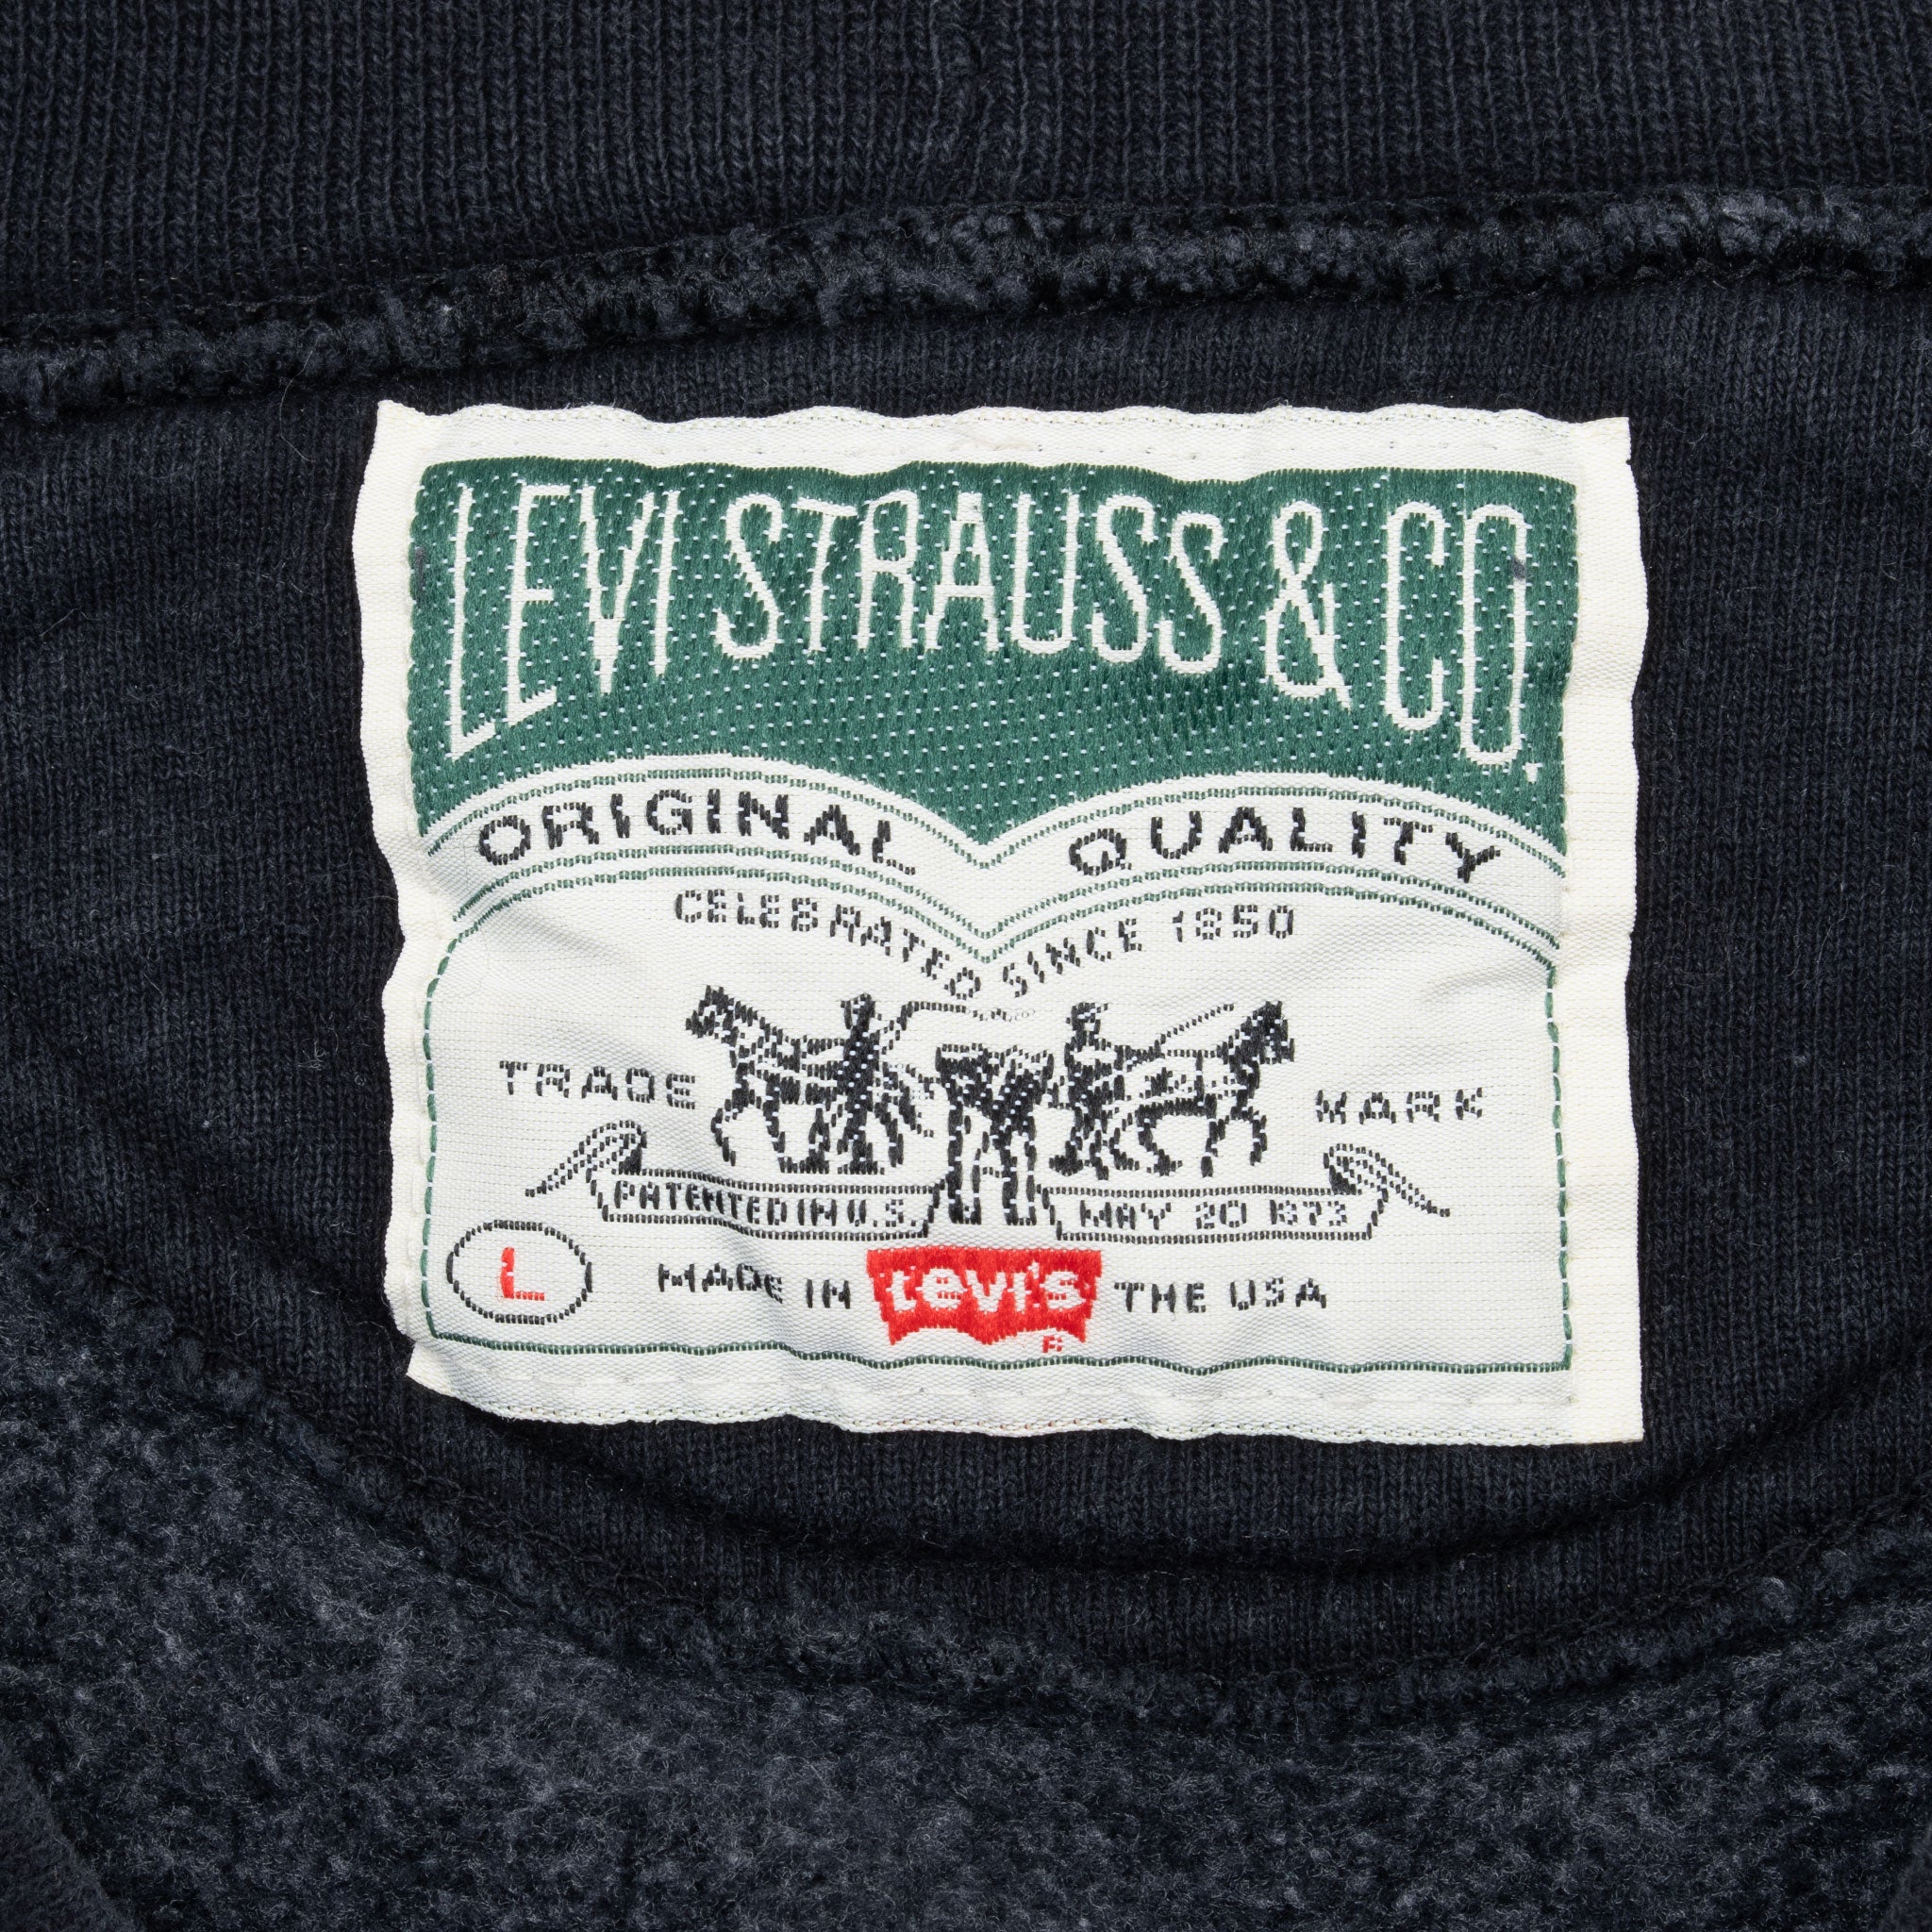 LEVI STRAUSS & CO.
ORIGINAL QUALITY
CELEBRATED SINCE 1850
TRADE MARK
PATENTED IN U.S. MAY 20 1873
L MADE IN Levi's THE USA
R